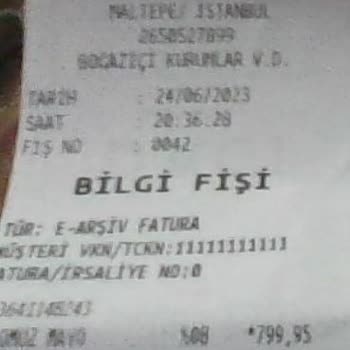 MALTEPE/ İSTANBUL
2650527899
BOĞAZİÇİ KURUMLAR V.D.
TARİH : 24/06/2023
SAAT : 20:36.28
FİŞ NO : 0042
BİLGİ FİŞİ
TÜR: E-ARŞİV FATURA
MÜŞTERİ VKN/TCKN:11111111111
FATURA/İRSALİYE NO:0
MAYO %08 *799,95